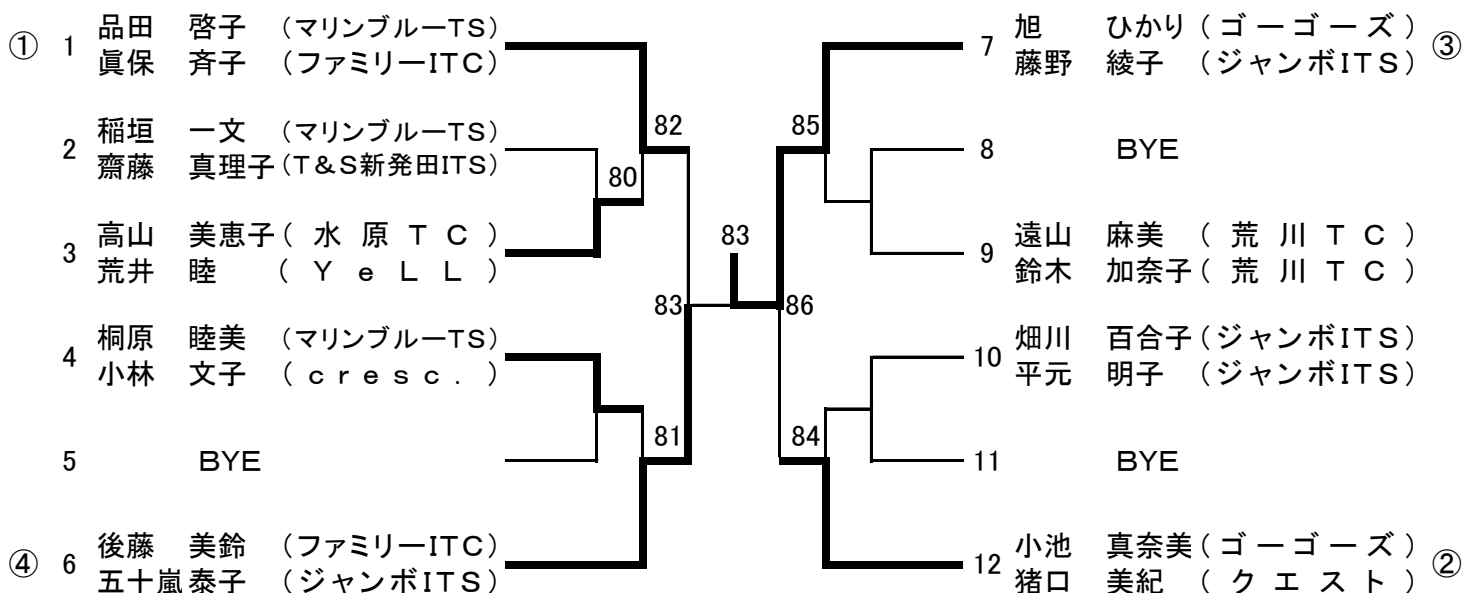 ① 1 品田 啓子 (マリンブルーTS)
眞保 斉子 (ファミリーITC)
2 稲垣 一文 (マリンブルーTS)
齋藤 真理子 (T&S新発田ITS)
3 高山 美恵子 (水原TC)
荒井 睦 (YeLL)
4 桐原 睦美 (マリンブルーTS)
小林 文子 (cresc.)
5 BYE
④ 6 後藤 美鈴 (ファミリーITC)
五十嵐 泰子 (ジャンボITS)
82
80
83
81
83
85
86
84
7 旭 ひかり (ゴーゴーズ) ③
藤野 綾子 (ジャンボITS)
8 BYE
9 遠山 麻美 (荒川TC)
鈴木 加奈子 (荒川TC)
10 畑川 百合子 (ジャンボITS)
平元 明子 (ジャンボITS)
11 BYE
12 小池 真奈美 (ゴーゴーズ) ②
猪口 美紀 (クエスト)